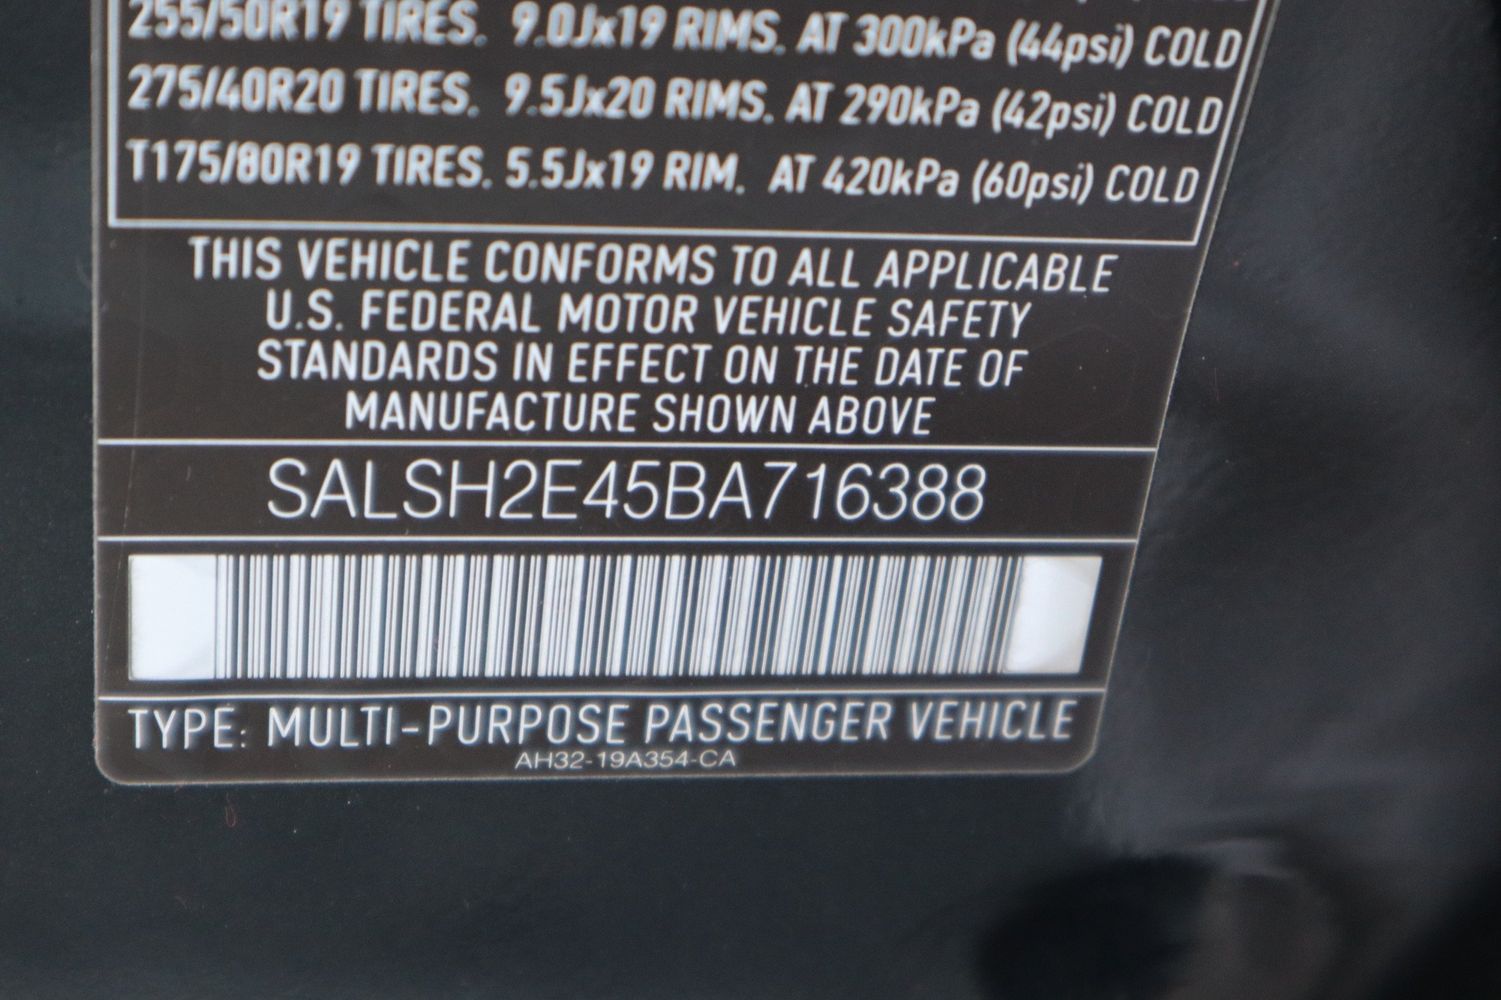 255/50R19 TIRES. 9.0Jx19 RIMS. AT 300kPa (44psi) COLD
275/40R20 TIRES. 9.5Jx20 RIMS. AT 290kPa (42psi) COLD
T175/80R19 TIRES. 5.5Jx19 RIM. AT 420kPa (60psi) COLD
THIS VEHICLE CONFORMS TO ALL APPLICABLE
U.S. FEDERAL MOTOR VEHICLE SAFETY
STANDARDS IN EFFECT ON THE DATE OF
MANUFACTURE SHOWN ABOVE
SALSH2E45BA716388
TYPE: MULTI-PURPOSE PASSENGER VEHICLE
AH32-19A354-CA